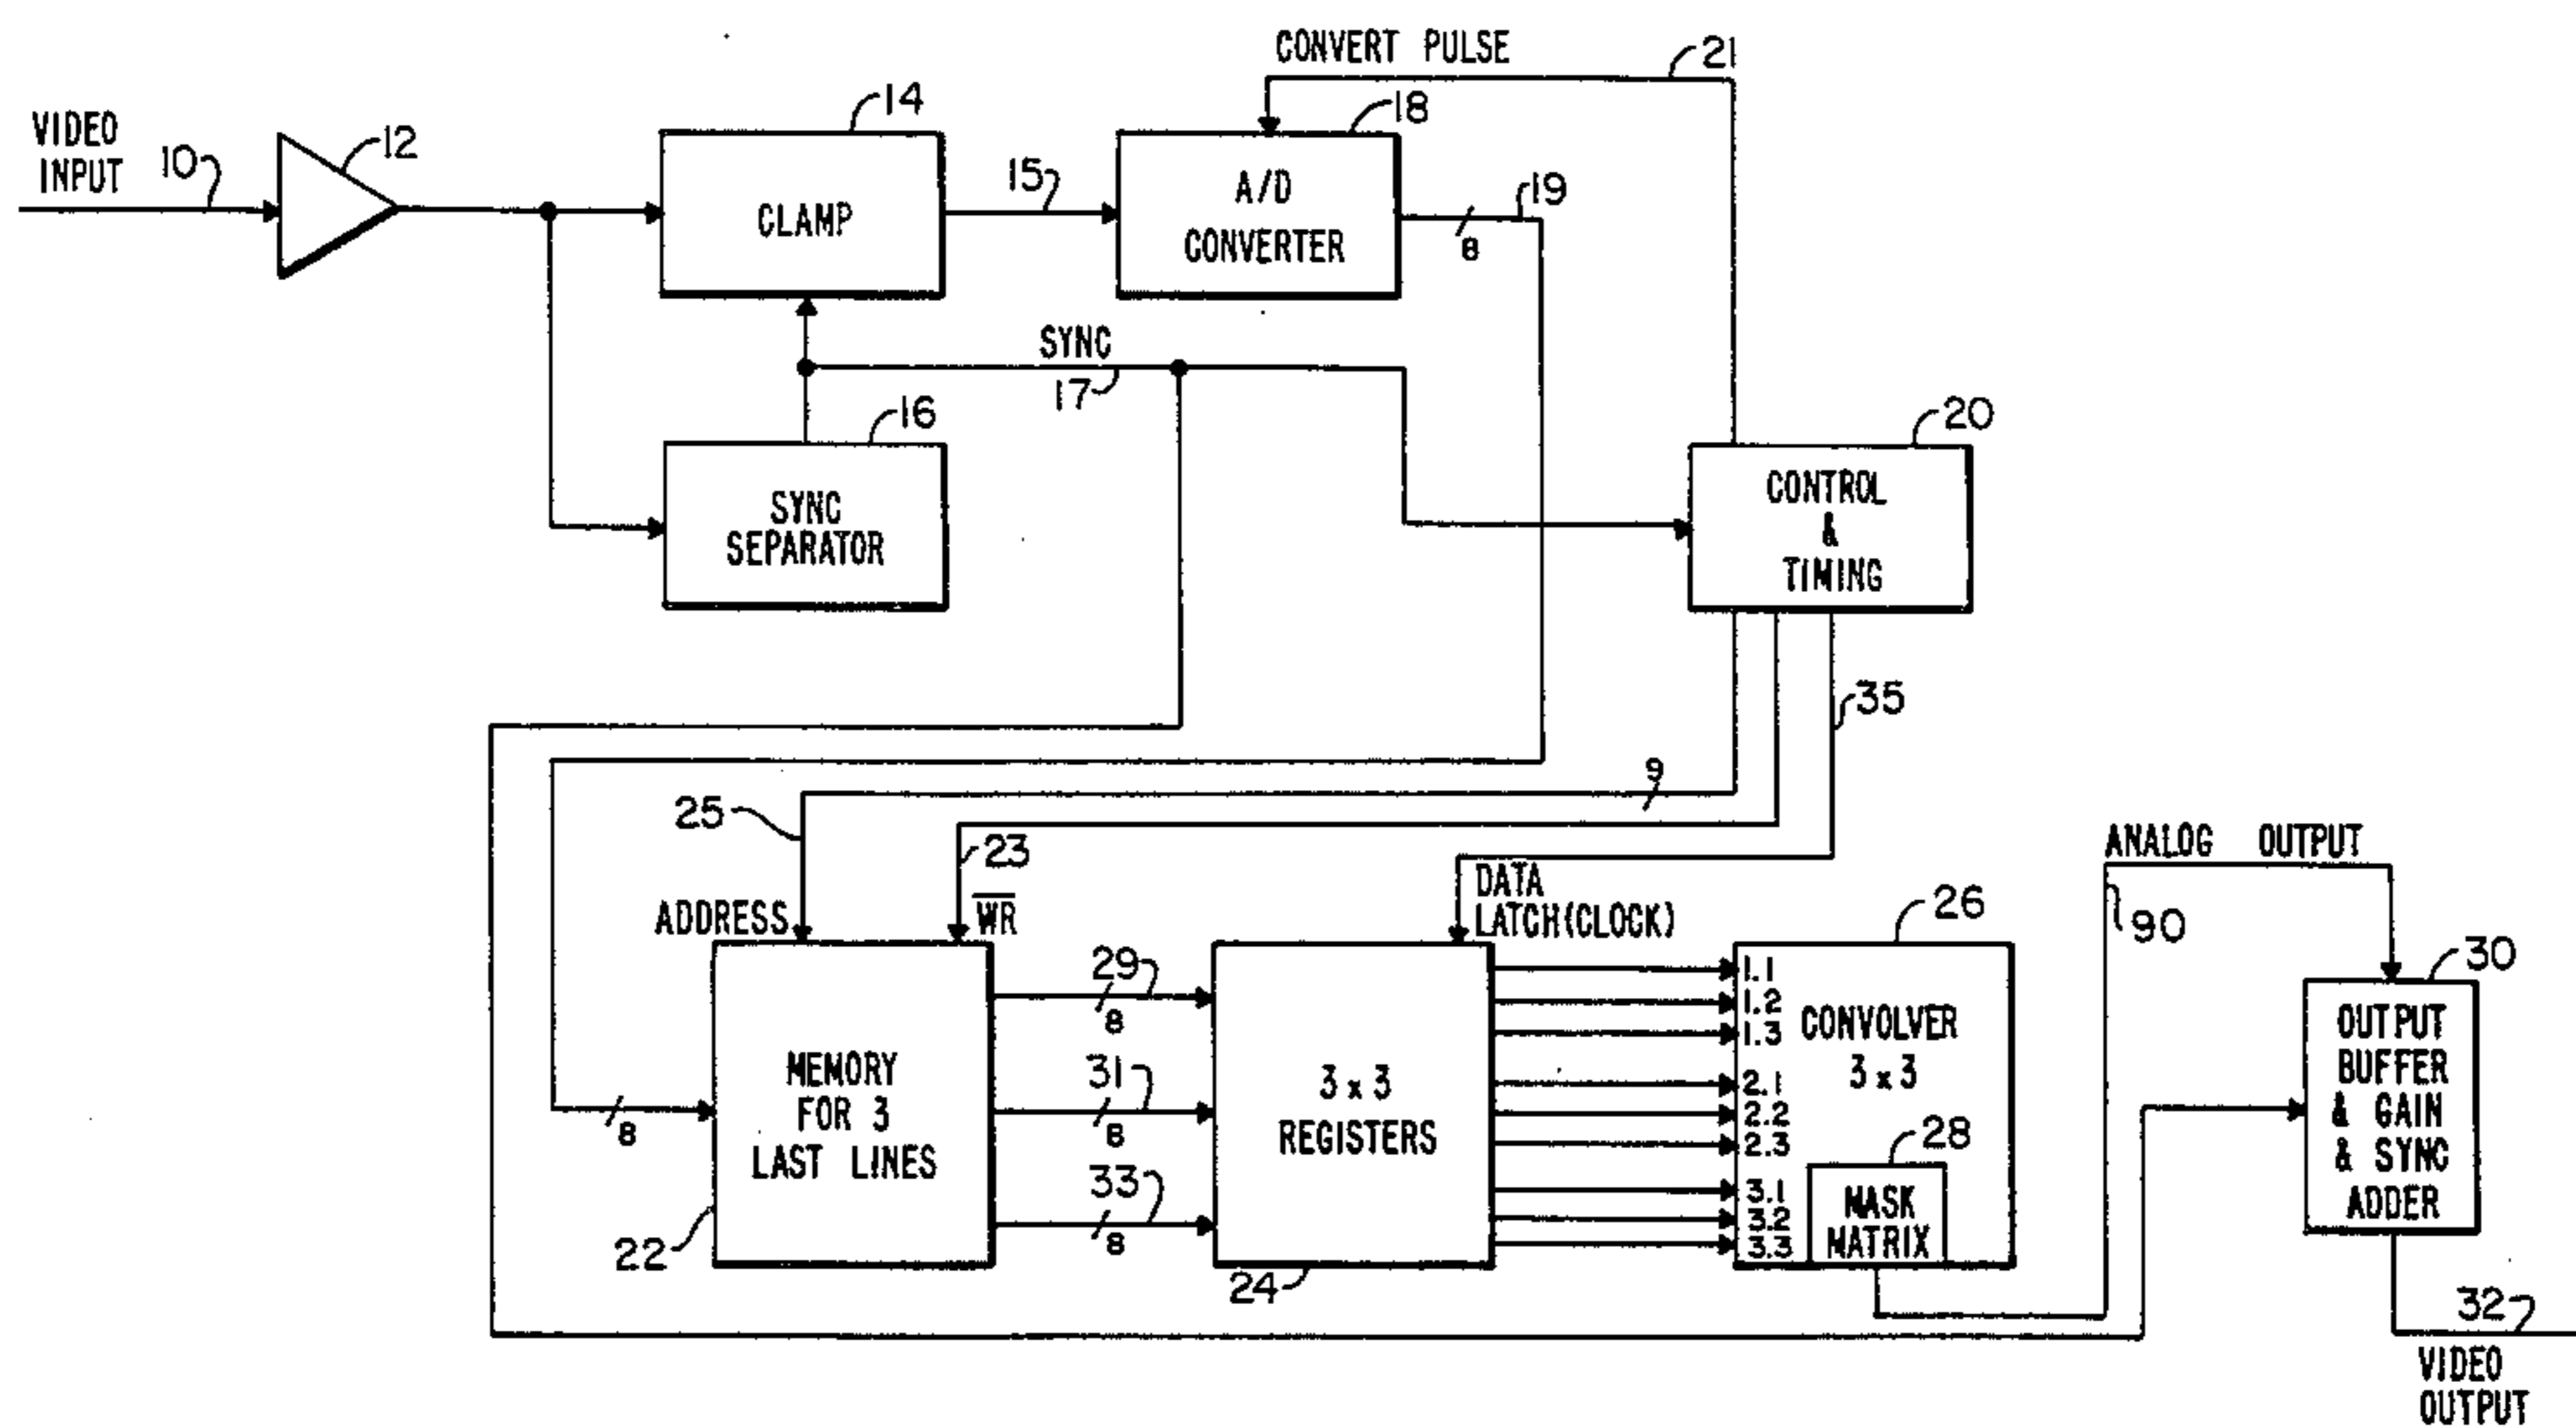 CONVERT PULSE
21
VIDEO
INPUT
10
12
14
CLAMP
15
18
A/D
CONVERTER
19
8
SYNC
17
16
SYNC
SEPARATOR
20
CONTROL
&
TIMING
35
9
25
23
ADDRESS
WR
DATA
LATCH(CLOCK)
26
ANALOG OUTPUT
90
30
8
MEMORY
FOR 3
LAST LINES
22
29
8
31
8
33
8
3 x 3
REGISTERS
24
1.1
1.2
1.3
2.1
2.2
2.3
3.1
3.2
3.3
CONVOLVER
3 x 3
28
MASK
MATRIX
OUTPUT
BUFFER
& GAIN
& SYNC
ADDER
32
VIDEO
OUTPUT